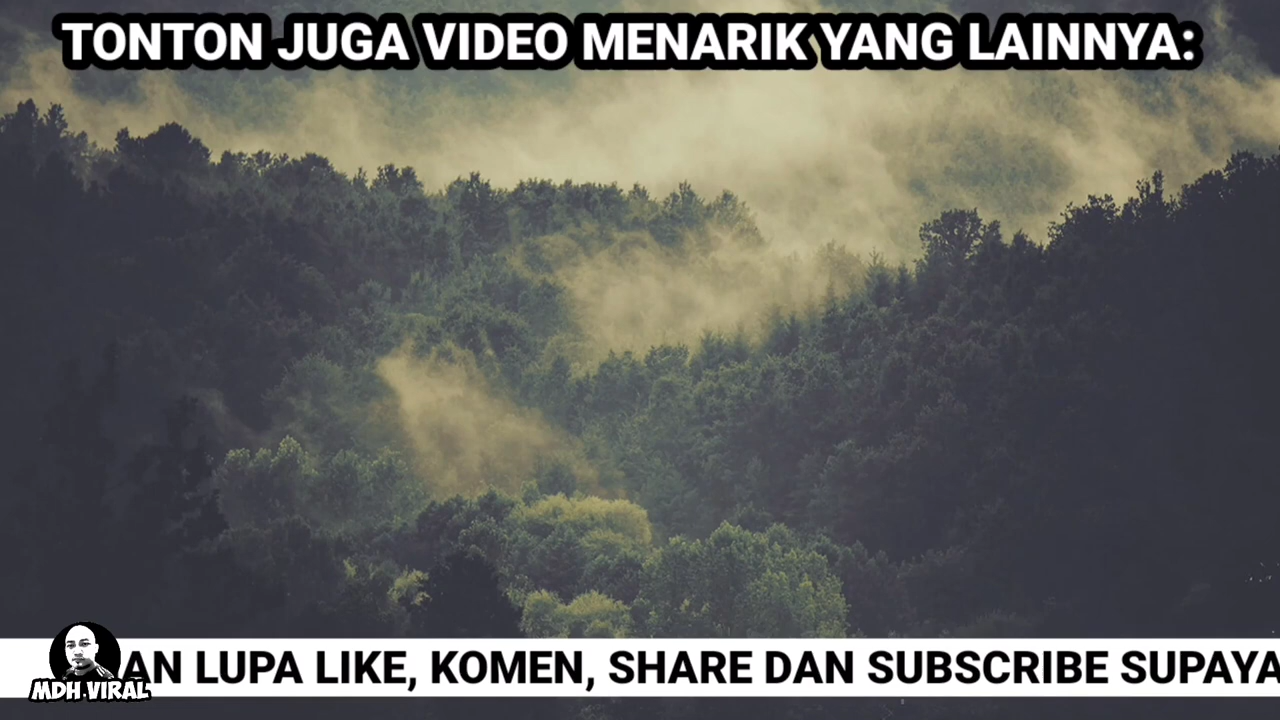 TONTON JUGA VIDEO MENARIK YANG LAINNYA:
AN LUPA LIKE, KOMEN, SHARE DAN SUBSCRIBE SUPAYA
MDH VIRAL